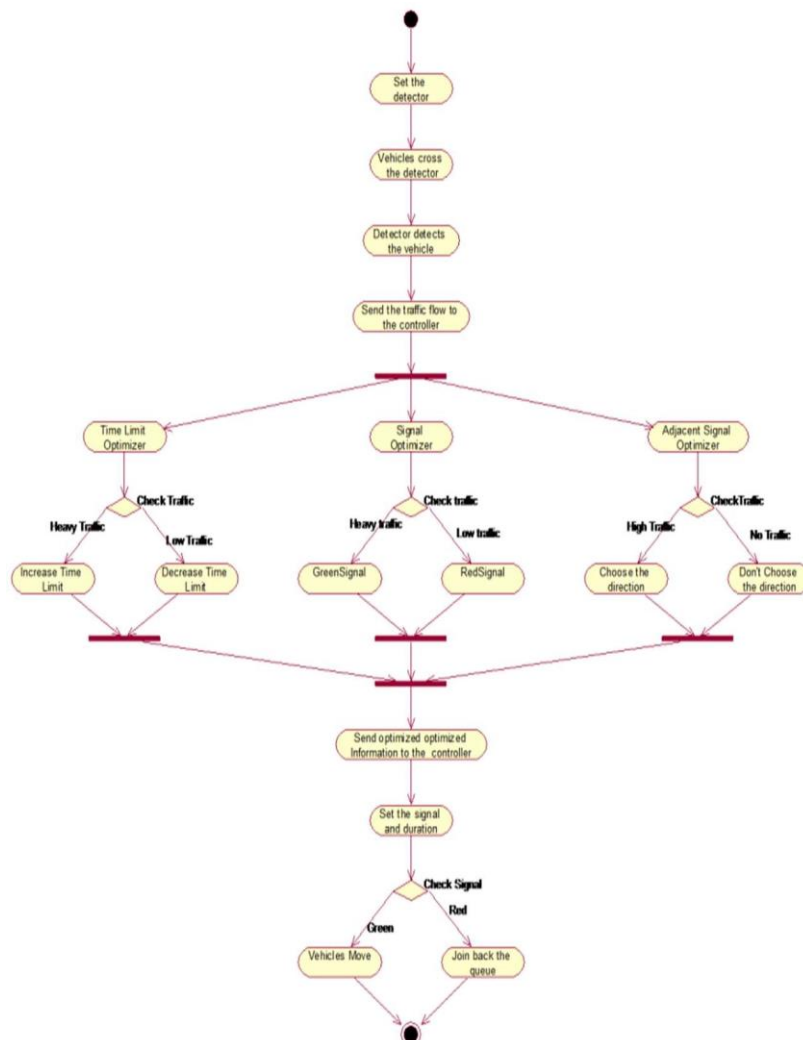 Set the
detector
Vehicles cross
the detector
Detector detects
the vehicle
Send the traffic flow to
the controller
Time Limit
Optimizer
Signal
Optimizer
Adjacent Signal
Optimizer
Check Traffic
Check traffic
CheckTraffic
Heavy Traffic
Low Traffic
Heavy traffic
Low traffic
High Traffic
No Traffic
Increase Time
Limit
Decrease Time
Limit
GreenSignal
RedSignal
Choose the
direction
Don't Choose
the direction
Send optimized optimized
Information to the controller
Set the signal
and duration
Check Signal
Green
Red
Vehicles Move
Join back the
queue